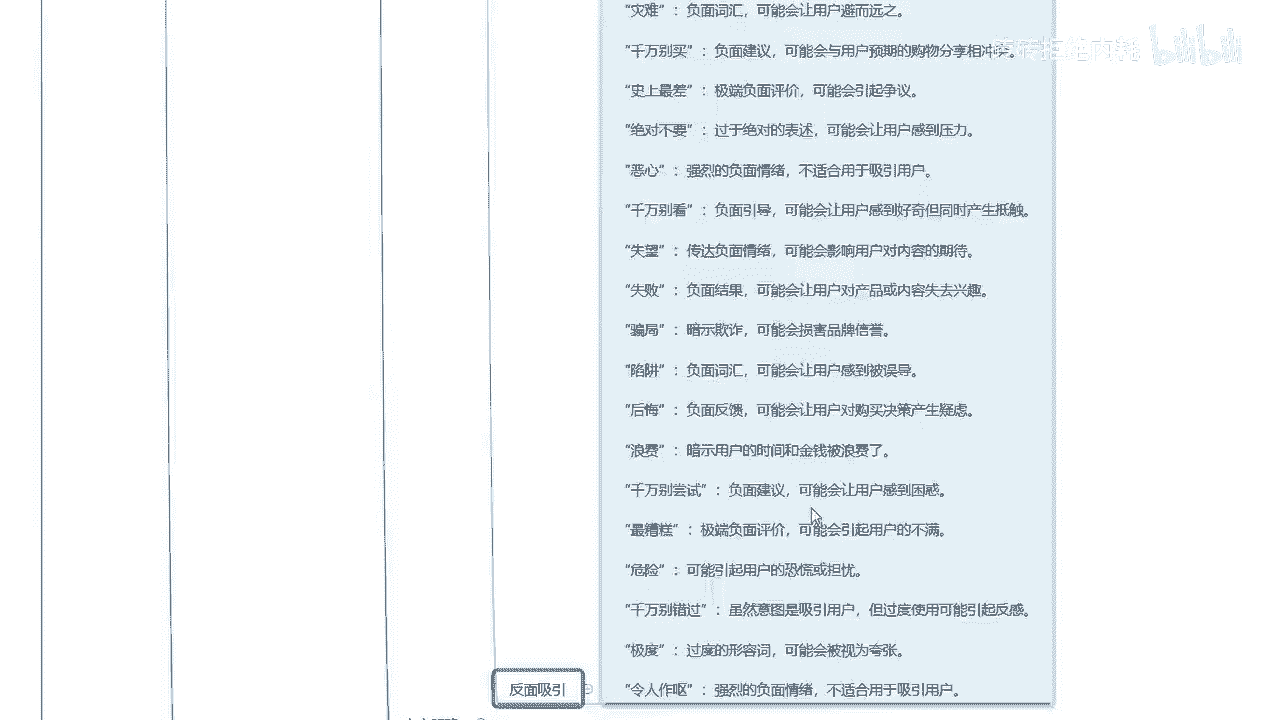 “灾难”：负面词汇，可能会让用户避而远之。
“千万别买”：负面建议，可能会与用户预期的购物分享相冲突。
“史上最差”：极端负面评价，可能会引起争议。
“绝对不要”：过于绝对的表述，可能会让用户感到压力。
“恶心”：强烈的负面情绪，不适合用于吸引用户。
“千万别看”：负面引导，可能会让用户感到好奇但同时产生抵触。
“失望”：传达负面情绪，可能会影响用户对内容的期待。
“失败”：负面结果，可能会让用户对产品或内容失去兴趣。
“骗局”：暗示欺诈，可能会损害品牌信誉。
“陷阱”：负面词汇，可能会让用户感到被误导。
“后悔”：负面反馈，可能会让用户对购买决策产生疑虑。
“浪费”：暗示用户的时间和金钱被浪费了。
“千万别尝试”：负面建议，可能会让用户感到困惑。
“最糟糕”：极端负面评价，可能会引起用户的不满。
“危险”：可能引起用户的恐慌或担忧。
“千万别错过”：虽然意图是吸引用户，但过度使用可能引起反感。
“极度”：过度的形容词，可能会被视为夸张。
反面吸引
“令人作呕”：强烈的负面情绪，不适合用于吸引用户。
bilibili